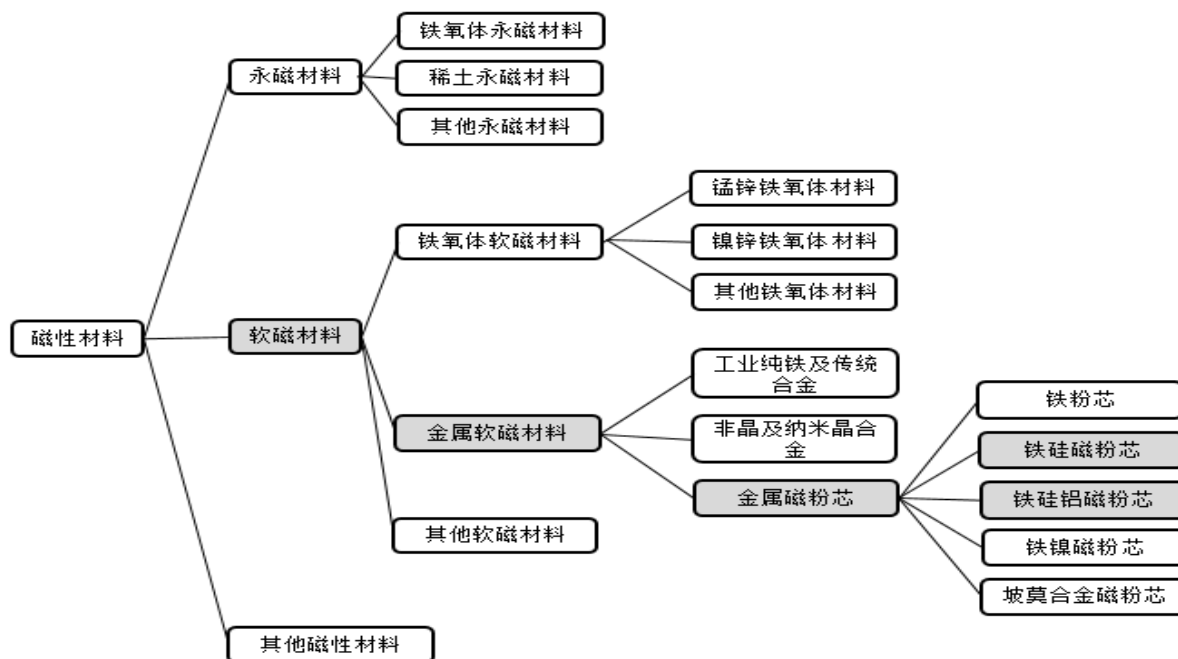 铁氧体永磁材料
永磁材料
稀土永磁材料
其他永磁材料
锰锌铁氧体材料
铁氧体软磁材料
镍锌铁氧体材料
其他铁氧体材料
磁性材料
软磁材料
工业纯铁及传统
合金
铁粉芯
金属软磁材料
非晶及纳米晶合
金
铁硅磁粉芯
金属磁粉芯
铁硅铝磁粉芯
其他软磁材料
铁镍磁粉芯
坡莫合金磁粉芯
其他磁性材料